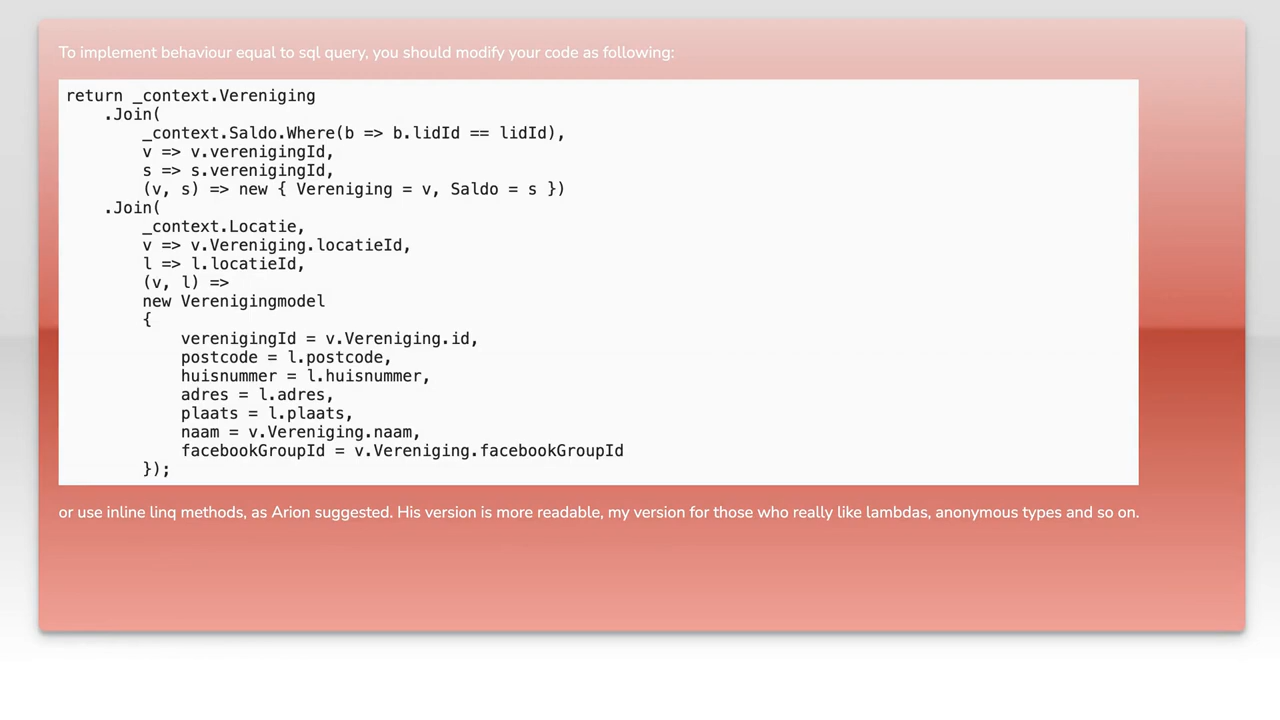 To implement behaviour equal to sql query, you should modify your code as following:
return _context.Vereniging
    .Join(
        _context.Saldo.Where(b => b.lidId == lidId),
        v => v.verenigingId,
        s => s.verenigingId,
        (v, s) => new { Vereniging = v, Saldo = s })
    .Join(
        _context.Locatie,
        v => v.Vereniging.locatieId,
        l => l.locatieId,
        (v, l) =>
        new Verenigingmodel
        {
            verenigingId = v.Vereniging.id,
            postcode = l.postcode,
            huisnummer = l.huisnummer,
            adres = l.adres,
            plaats = l.plaats,
            naam = v.Vereniging.naam,
            facebookGroupId = v.Vereniging.facebookGroupId
        });
or use inline linq methods, as Arion suggested. His version is more readable, my version for those who really like lambdas, anonymous types and so on.